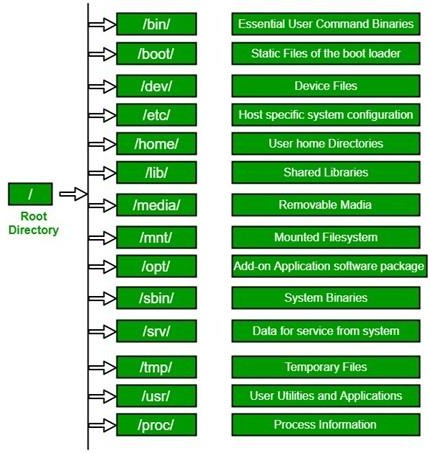 /bin/ Essential User Command Binaries
/boot/ Static Files of the boot loader
/dev/ Device Files
/etc/ Host specific system configuration
/home/ User home Directories
/lib/ Shared Libraries
/ 
Root
Directory
/media/ Removable Madia
/mnt/ Mounted Filesystem
/opt/ Add-on Application software package
/sbin/ System Binaries
/srv/ Data for service from system
/tmp/ Temporary Files
/usr/ User Utilities and Applications
/proc/ Process Information